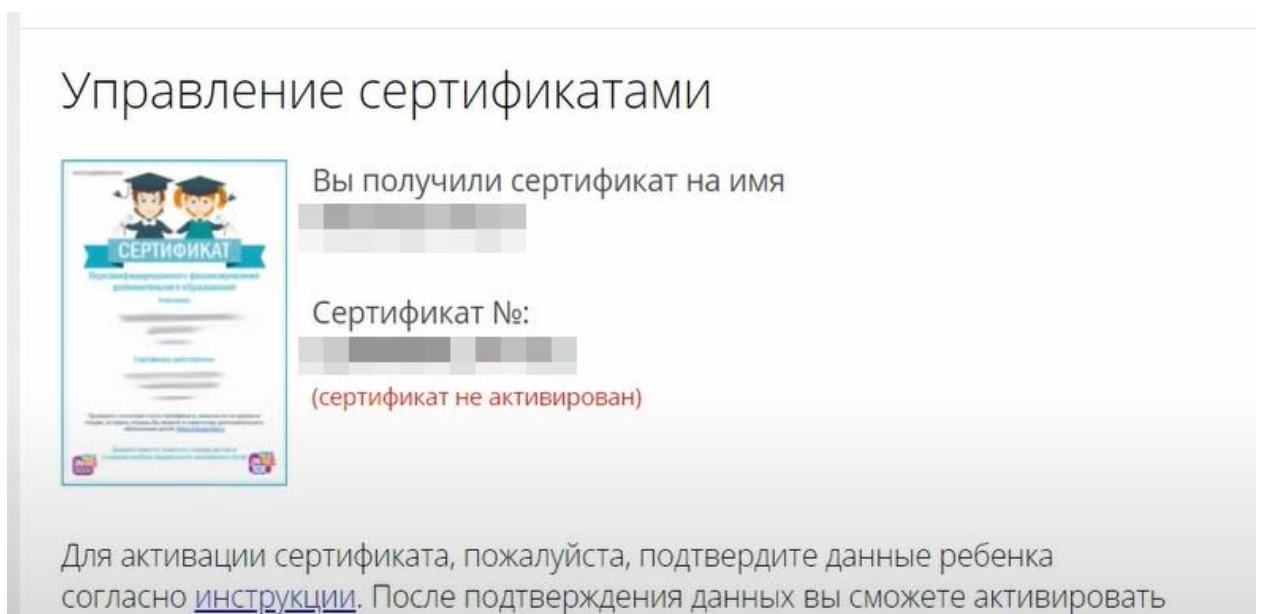 Управление сертификатами
Вы получили сертификат на имя
СЕРТИФИКАТ
Сертификат №:
(сертификат не активирован)
Для активации сертификата, пожалуйста, подтвердите данные ребенка
согласно инструкции. После подтверждения данных вы сможете активировать